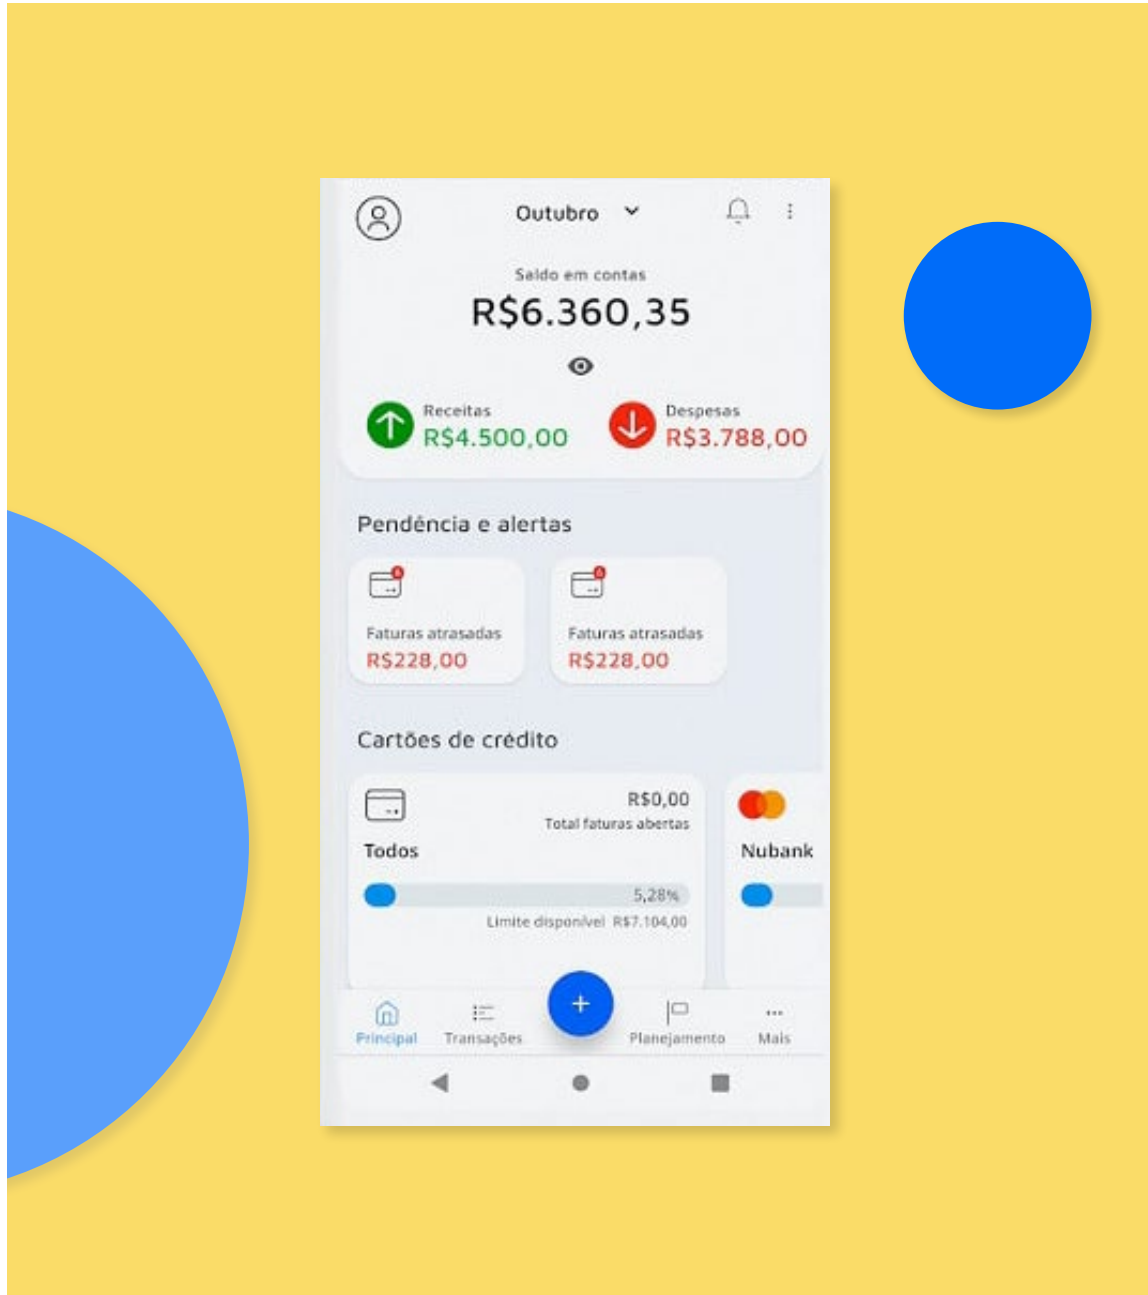 Outubro
Saldo em contas
R$6.360,35
Receitas
R$4.500,00
Despesas
R$3.788,00
Pendência e alertas
6
Faturas atrasadas
R$228,00
6
Faturas atrasadas
R$228,00
Cartões de crédito
R$0,00
Total faturas abertas
Todos
5,28%
Limite disponível R$7.104,00
Nubank
Principal
Transações
+
Planejamento
Mais